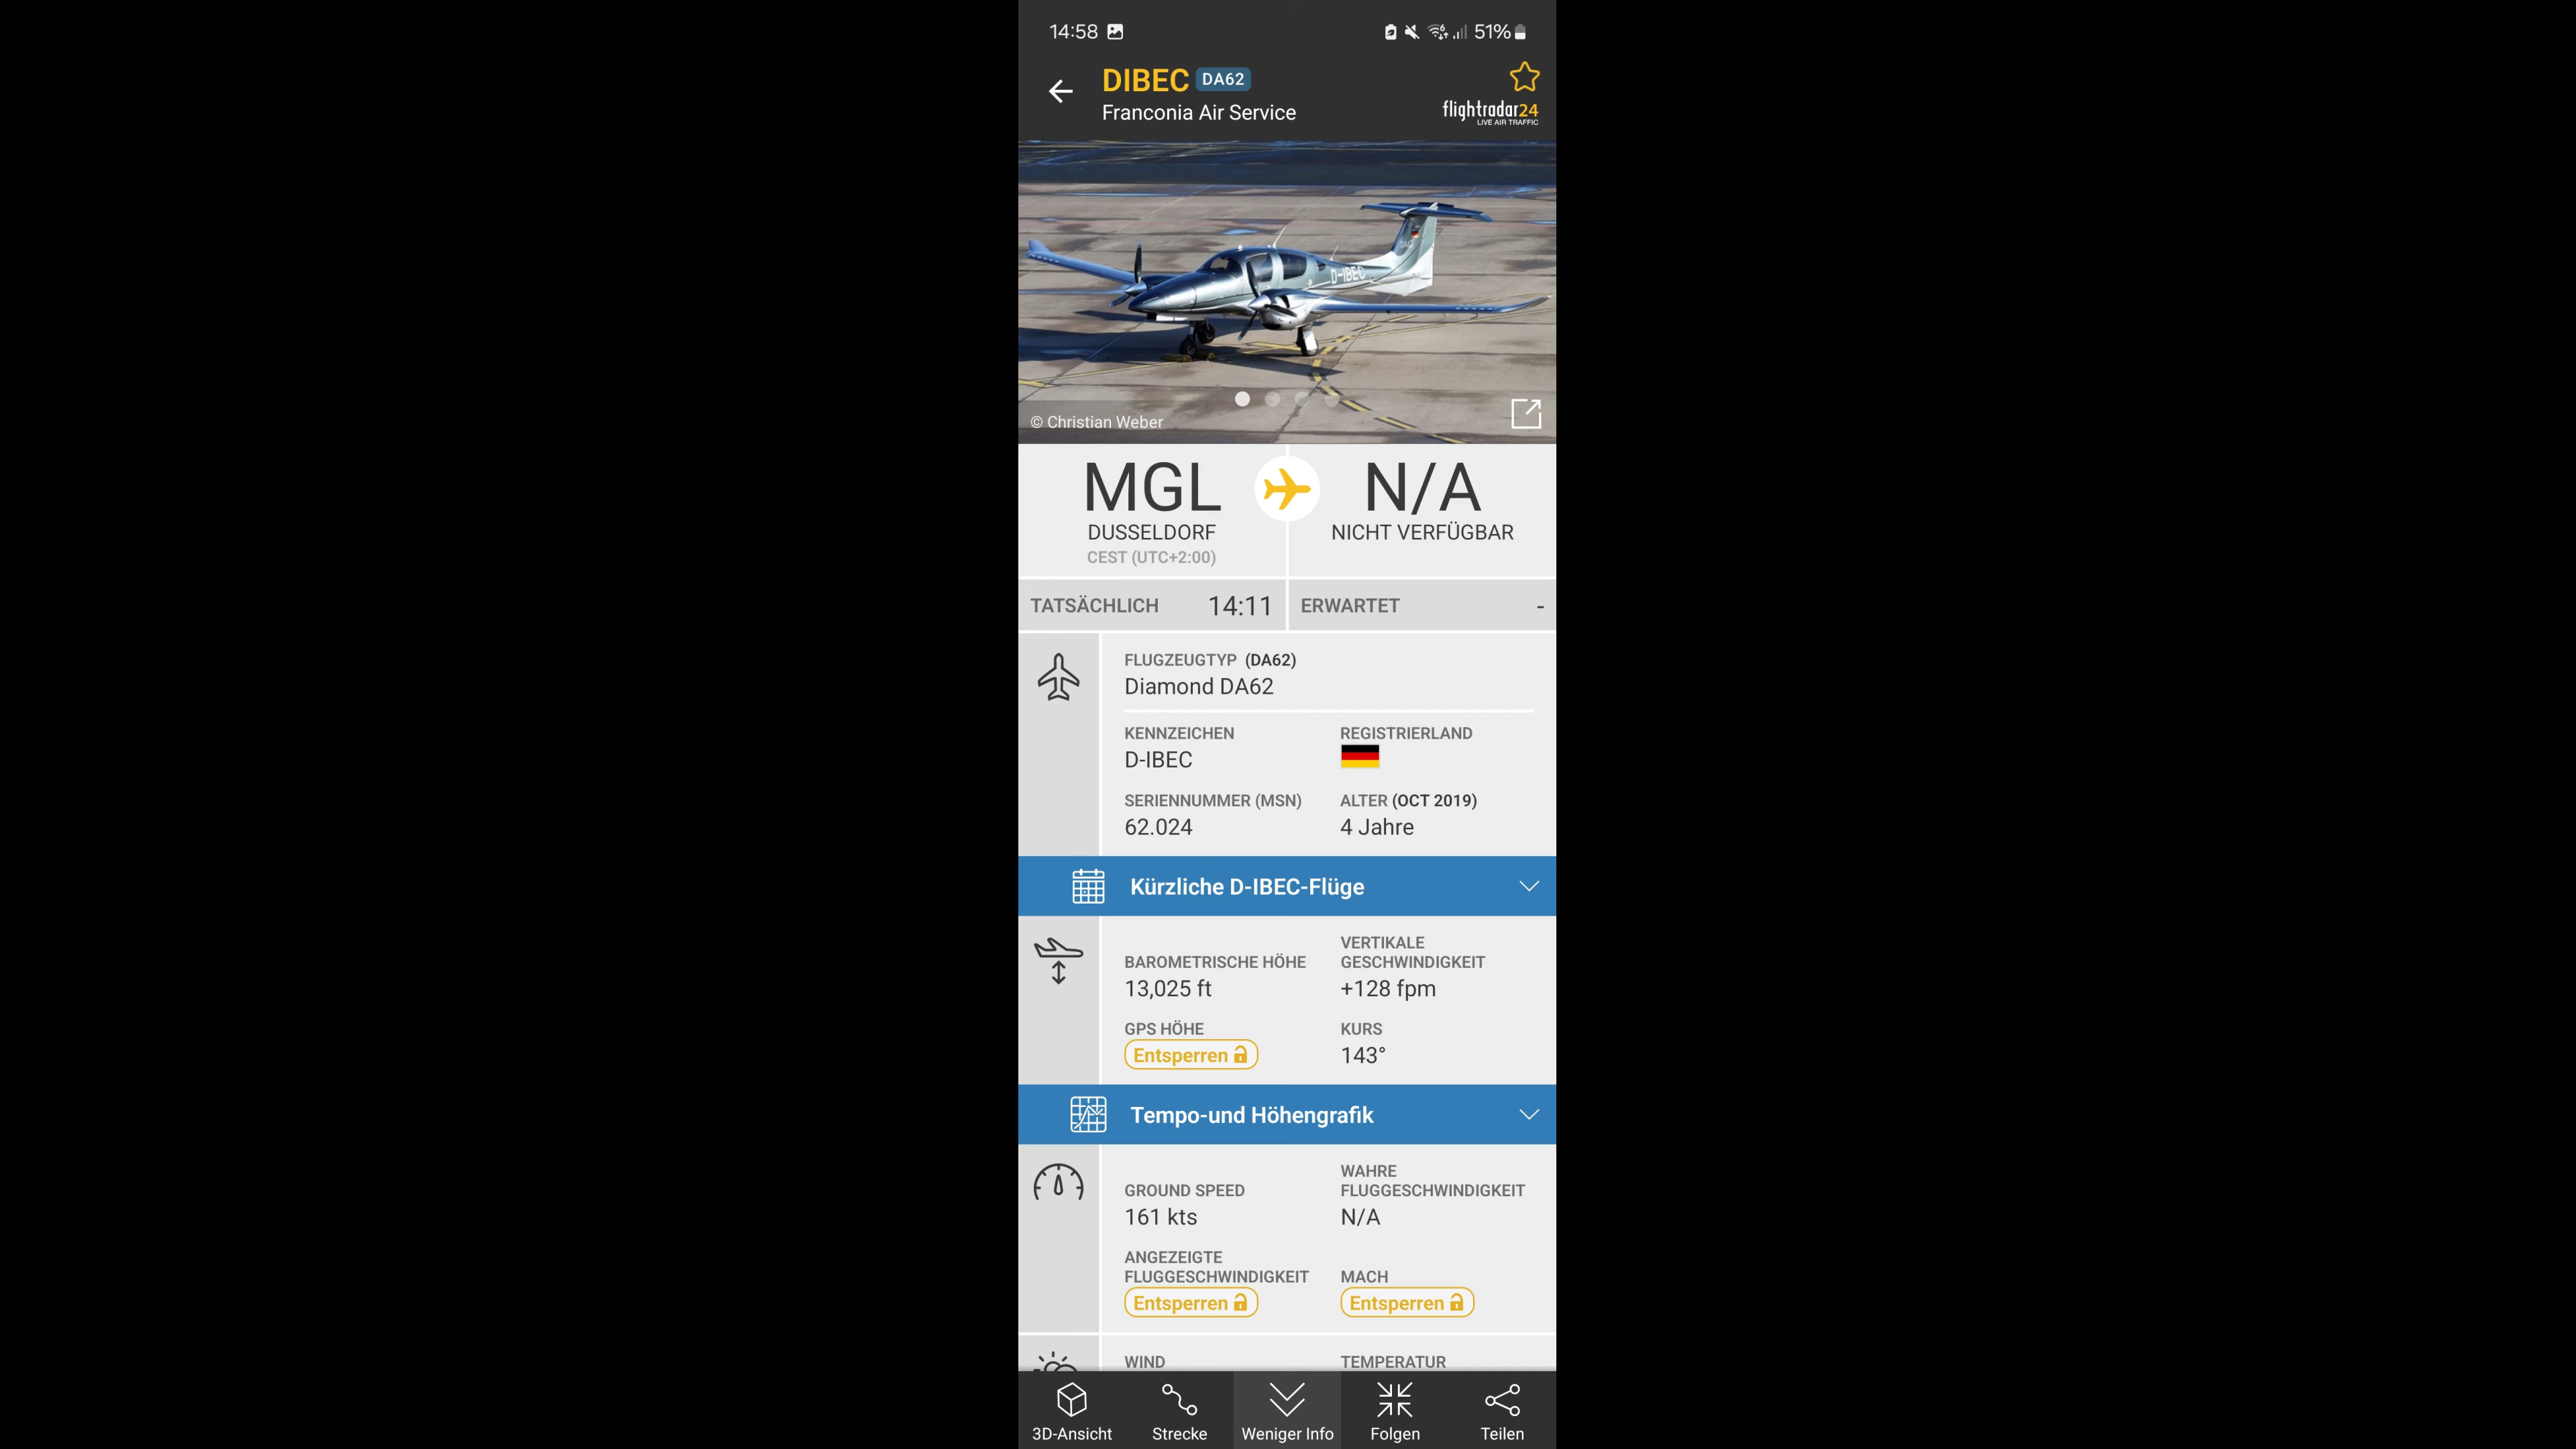 14:58
51%
DIBEC DA62
Franconia Air Service
flightradar24
LIVE AIR TRAFFIC
D-IBEC
© Christian Weber
MGL
DUSSELDORF
CEST (UTC+2:00)
N/A
NICHT VERFÜGBAR
TATSÄCHLICH 14:11
ERWARTET -
FLUGZEUGTYP (DA62)
Diamond DA62
KENNZEICHEN
D-IBEC
REGISTRIERLAND
SERIENNUMMER (MSN)
62.024
ALTER (OCT 2019)
4 Jahre
Kürzliche D-IBEC-Flüge
BAROMETRISCHE HÖHE
13,025 ft
VERTIKALE
GESCHWINDIGKEIT
+128 fpm
GPS HÖHE
Entsperren
KURS
143°
Tempo-und Höhengrafik
GROUND SPEED
161 kts
WAHRE
FLUGGESCHWINDIGKEIT
N/A
ANGEZEIGTE
FLUGGESCHWINDIGKEIT
Entsperren
MACH
Entsperren
WIND
TEMPERATUR
3D-Ansicht
Strecke
Weniger Info
Folgen
Teilen